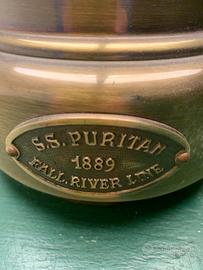 S.S. PURITAN
1889
FALL RIVER LINE